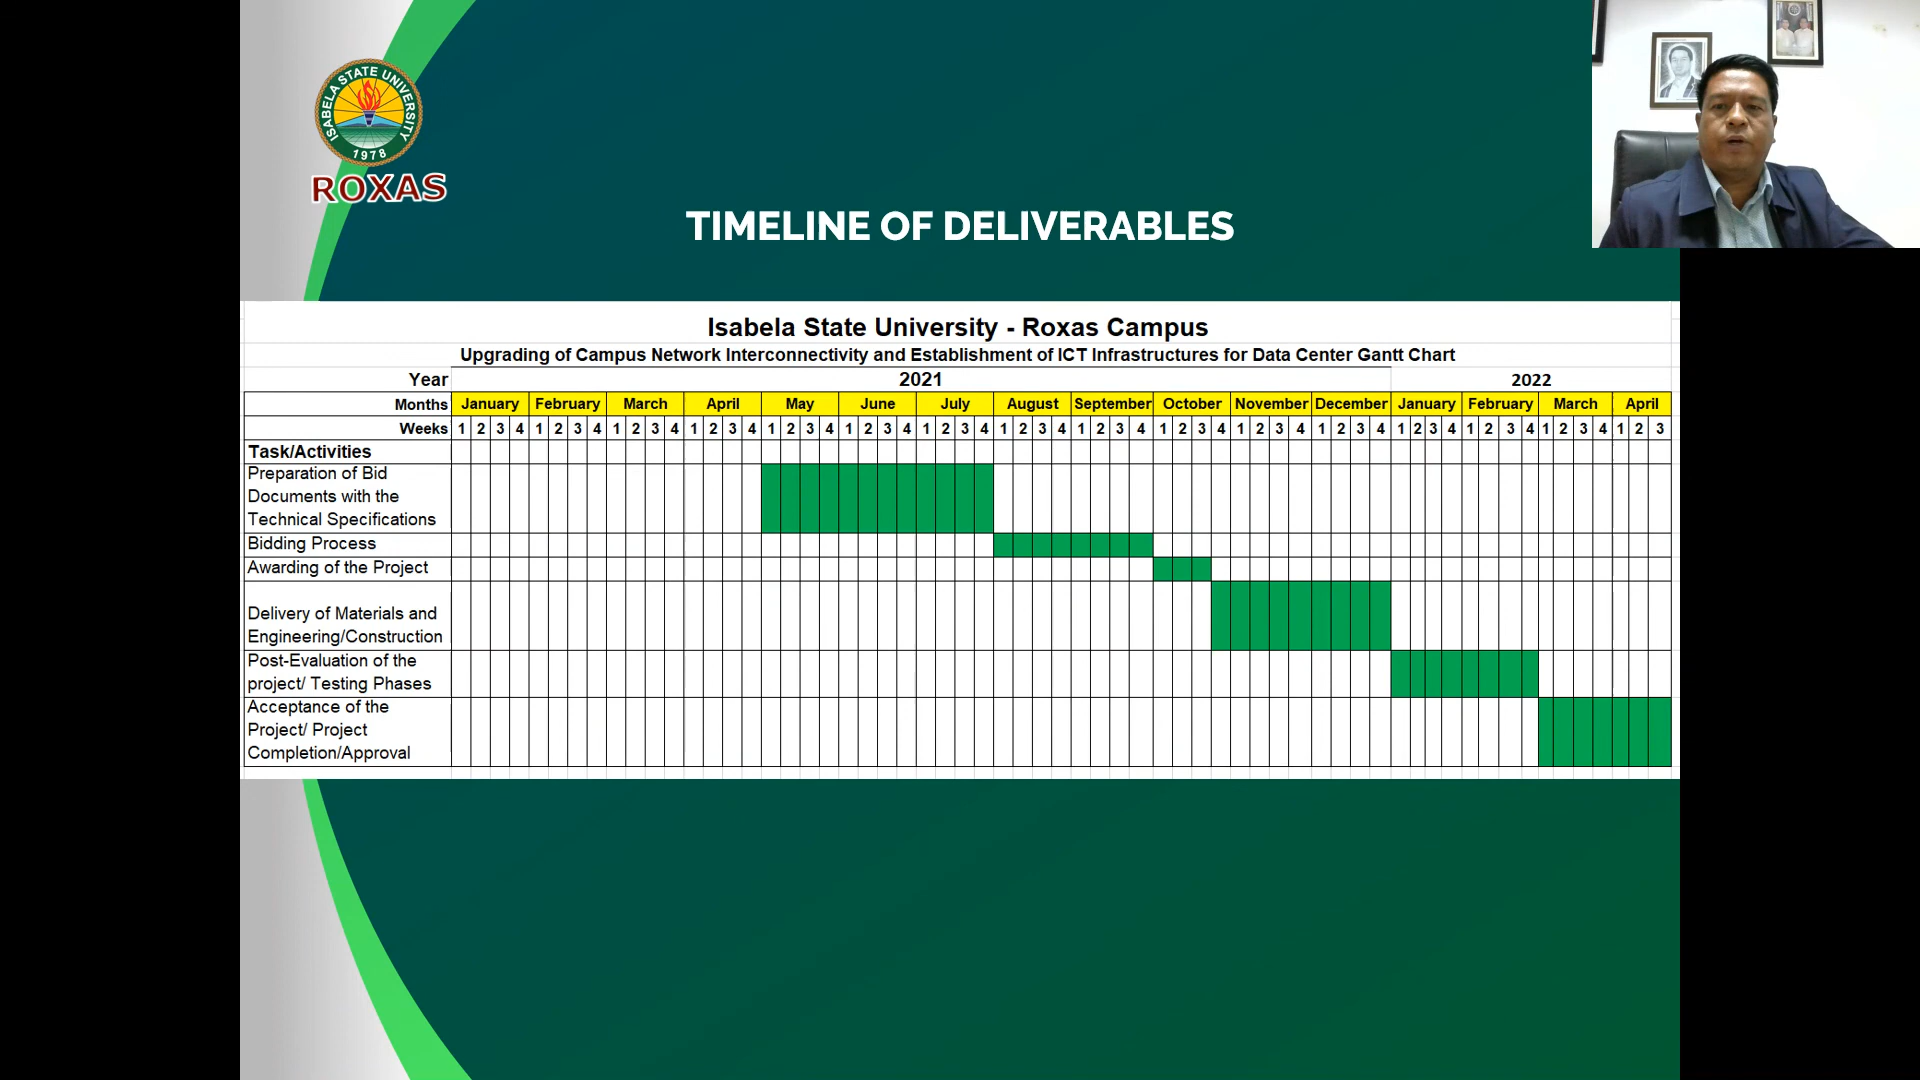 ISABELA STATE UNIVERSITY
1978
ROXAS
TIMELINE OF DELIVERABLES
Isabela State University - Roxas Campus
Upgrading of Campus Network Interconnectivity and Establishment of ICT Infrastructures for Data Center Gantt Chart
Year 2021 2022
Months January February March April May June July August September October November December January February March April
Weeks 1 2 3 4 1 2 3 4 1 2 3 4 1 2 3 4 1 2 3 4 1 2 3 4 1 2 3 4 1 2 3 4 1 2 3 4 1 2 3 4 1 2 3 4 1 2 3 4 1 2 3 4 1 2 3 4 1 2 3 4 1 2 3
Task/Activities
Preparation of Bid
Documents with the
Technical Specifications
Bidding Process
Awarding of the Project
Delivery of Materials and
Engineering/Construction
Post-Evaluation of the
project/ Testing Phases
Acceptance of the
Project/ Project
Completion/Approval